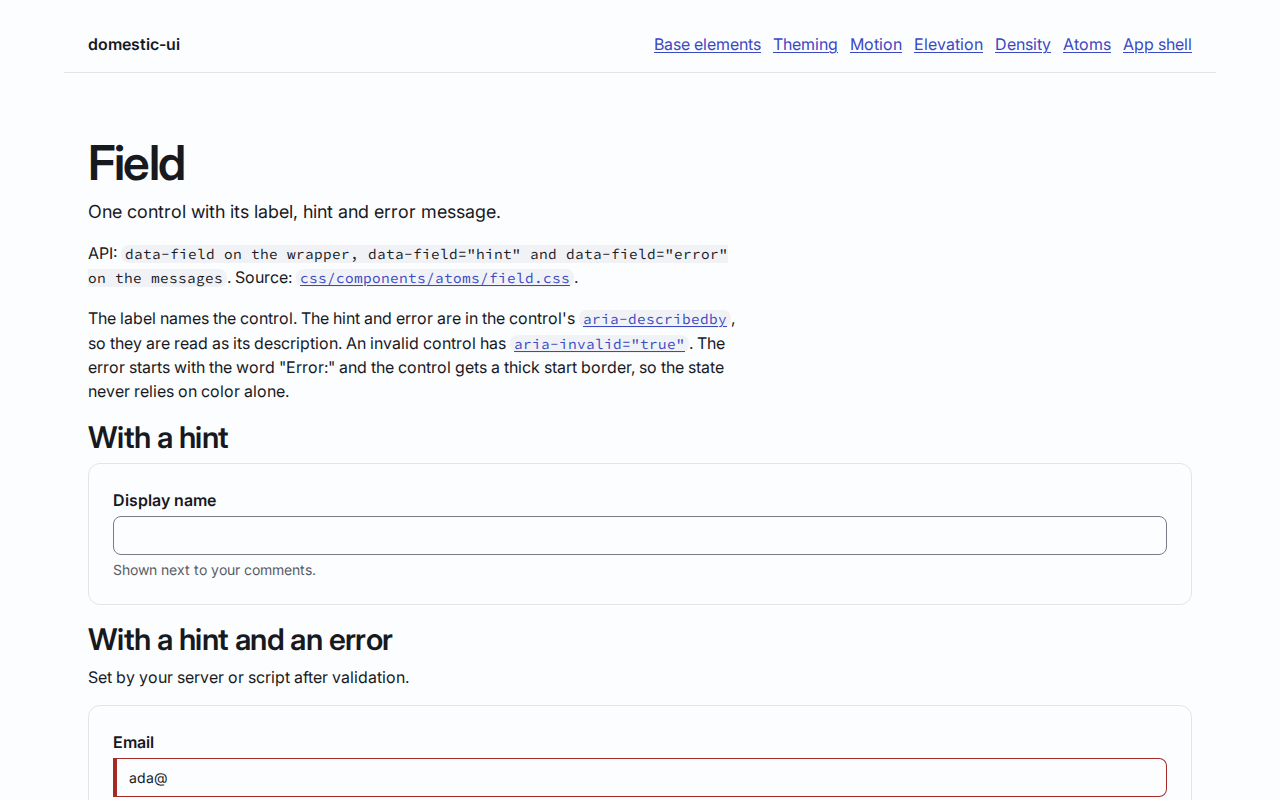 domestic-ui
Base elements Theming Motion Elevation Density Atoms App shell
Field
One control with its label, hint and error message.
API: data-field on the wrapper, data-field="hint" and data-field="error"
on the messages. Source: css/components/atoms/field.css.
The label names the control. The hint and error are in the control's aria-describedby,
so they are read as its description. An invalid control has aria-invalid="true". The
error starts with the word "Error:" and the control gets a thick start border, so the state
never relies on color alone.
With a hint
Display name
Shown next to your comments.
With a hint and an error
Set by your server or script after validation.
Email
ada@